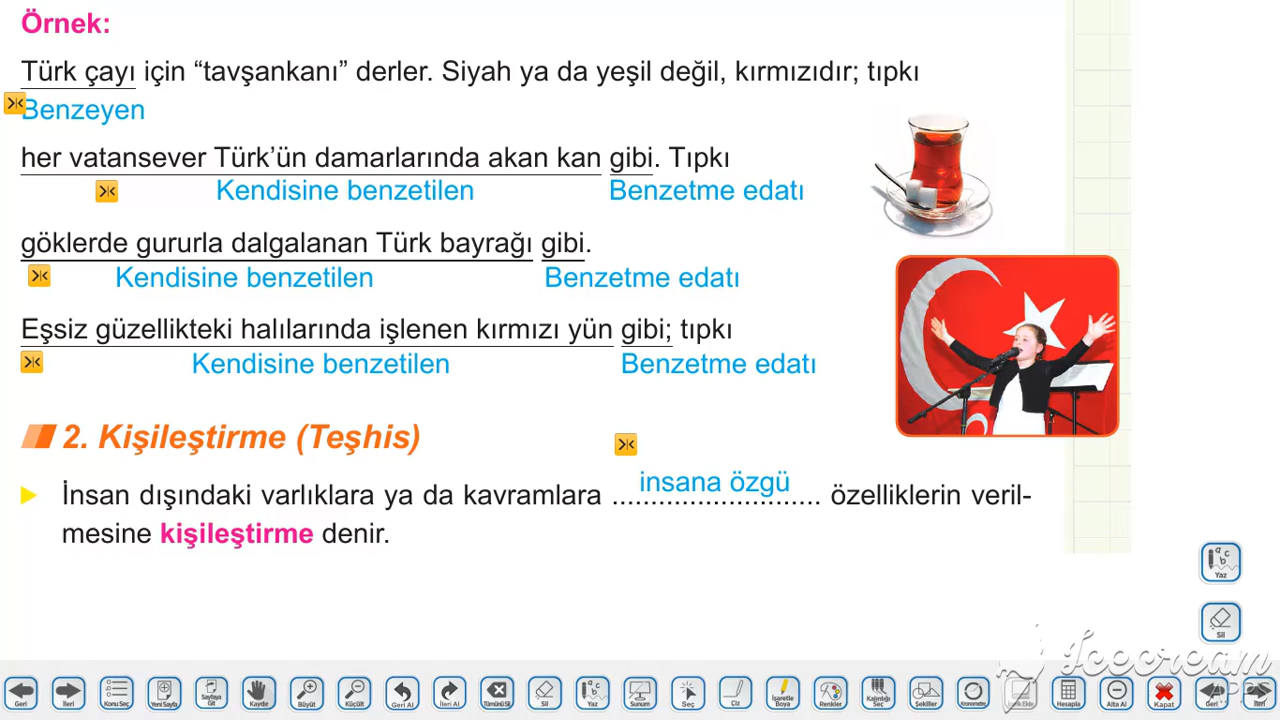 Örnek:
Türk çayı için “tavşankanı” derler. Siyah ya da yeşil değil, kırmızıdır; tıpkı
Benzeyen
her vatansever Türk’ün damarlarında akan kan gibi. Tıpkı
Kendisine benzetilen Benzetme edatı
göklerde gururla dalgalanan Türk bayrağı gibi.
Kendisine benzetilen Benzetme edatı
Eşsiz güzellikteki halılarında işlenen kırmızı yün gibi; tıpkı
Kendisine benzetilen Benzetme edatı
2. Kişileştirme (Teşhis)
insana özgü
İnsan dışındaki varlıklara ya da kavramlara ........................... özelliklerin veril-
mesine kişileştirme denir.
a b c
Yaz
Sil
Icecream
APPS
Geri İleri Konu Seç Yeni Sayfa Sayfaya Git Kaydır Büyüt Küçült Geri Al İleri Al Tümünü Sil Sil Yaz Sunum Seç Çiz İşaretle Boya Renkler Kalınlığı Seç Şekiller Kronometre Hesapla Alta Al Kapat Geri İleri